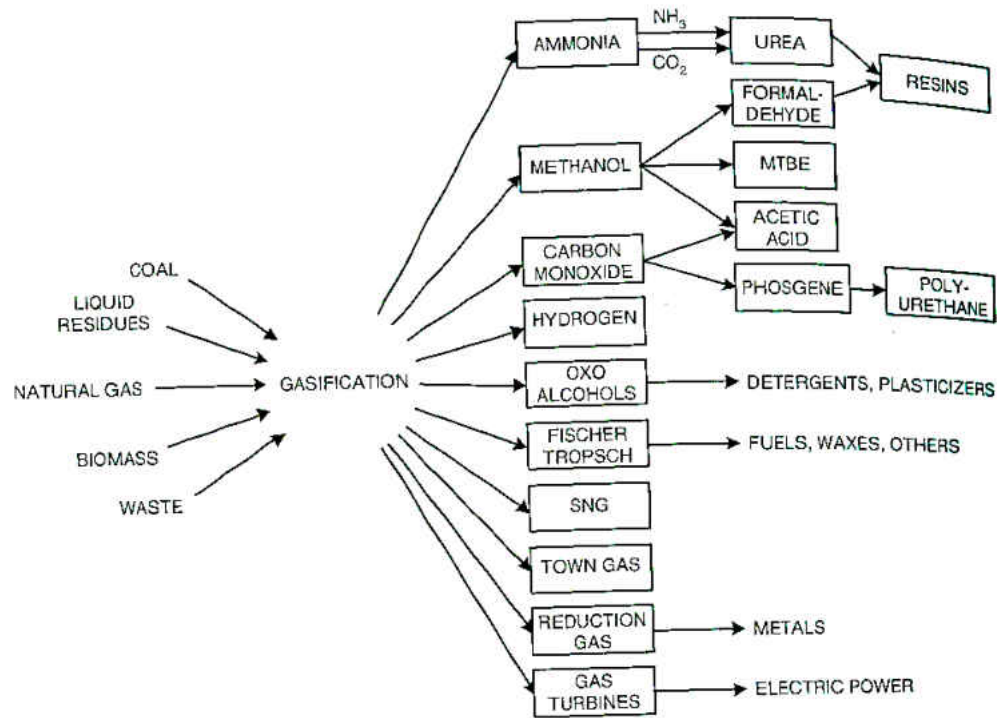 AMMONIA
NH3
CO2
UREA
RESINS
FORMAL-
DEHYDE
METHANOL
MTBE
ACETIC
ACID
CARBON
MONOXIDE
PHOSGENE
POLY-
URETHANE
COAL
LIQUID
RESIDUES
NATURAL GAS
BIOMASS
WASTE
GASIFICATION
HYDROGEN
OXO
ALCOHOLS
DETERGENTS, PLASTICIZERS
FISCHER
TROPSCH
FUELS, WAXES, OTHERS
SNG
TOWN GAS
REDUCTION
GAS
METALS
GAS
TURBINES
ELECTRIC POWER